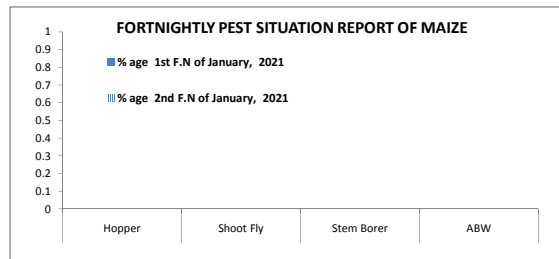 FORTNIGHTLY PEST SITUATION REPORT OF MAIZE
1
0.9
0.8
0.7
0.6
0.5
0.4
0.3
0.2
0.1
0
% age 1st F.N of January, 2021
% age 2nd F.N of January, 2021
Hopper Shoot Fly Stem Borer ABW